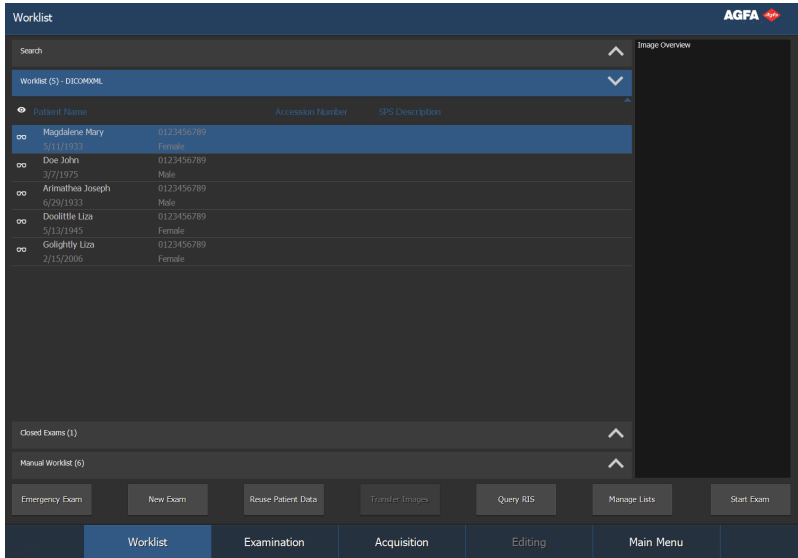 Worklist
AGFA
Agfa
Search
Image Overview
Worklist (5) - DICOMXML
Patient Name Accession Number SPS Description
Magdalene Mary 0123456789
5/11/1933 Female
Doe John 0123456789
3/7/1975 Male
Arimathea Joseph 0123456789
6/29/1933 Male
Doolittle Liza 0123456789
5/13/1945 Female
Golightly Liza 0123456789
2/15/2006 Female
Closed Exams (1)
Manual Worklist (6)
Emergency Exam New Exam Reuse Patient Data Transfer Images Query RIS Manage Lists Start Exam
Worklist Examination Acquisition Editing Main Menu